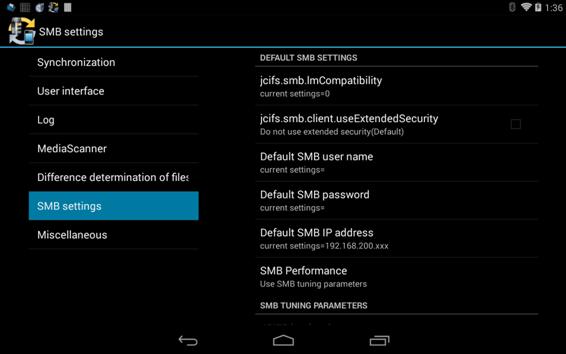 1:36
SMB settings
Synchronization
User interface
Log
MediaScanner
Difference determination of files
SMB settings
Miscellaneous
DEFAULT SMB SETTINGS
jcifs.smb.lmCompatibility
current settings=0
jcifs.smb.client.useExtendedSecurity
Do not use extended security(Default)
Default SMB user name
current settings=
Default SMB password
current settings=
Default SMB IP address
current settings=192.168.200.xxx
SMB Performance
Use SMB tuning parameters
SMB TUNING PARAMETERS